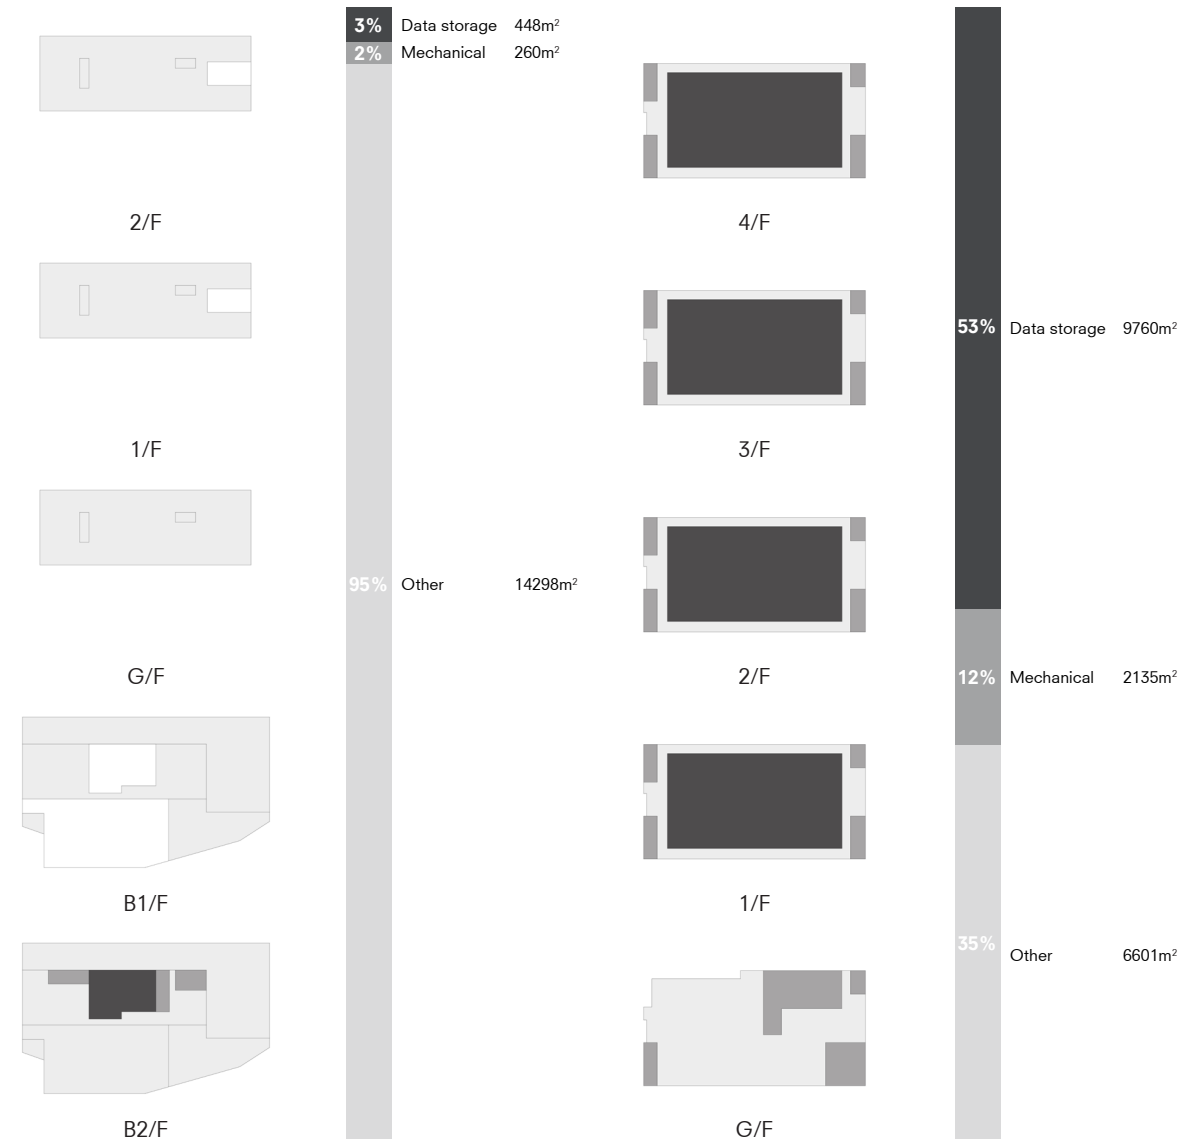 3% Data storage 448m²
2% Mechanical 260m²
2/F
4/F
53% Data storage 9760m²
1/F
3/F
95% Other 14298m²
G/F
2/F
12% Mechanical 2135m²
B1/F
1/F
35% Other 6601m²
B2/F
G/F